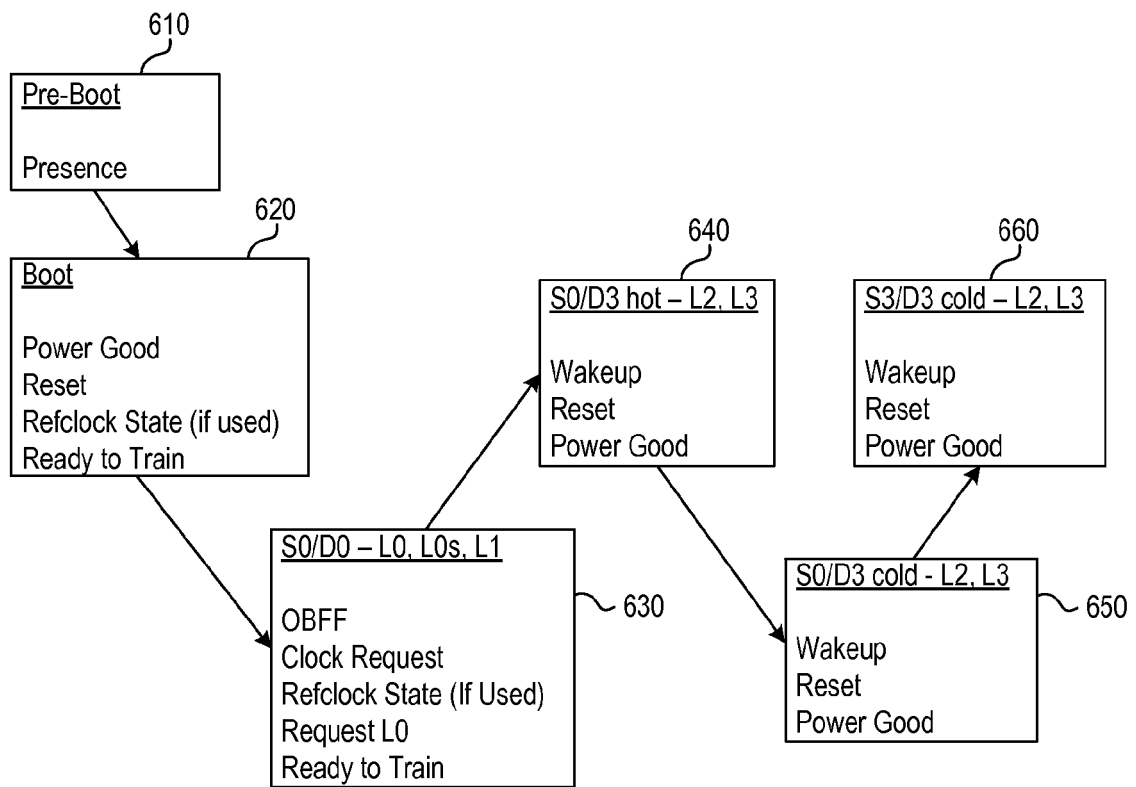 610
Pre-Boot
Presence
620
Boot
Power Good
Reset
Refclock State (if used)
Ready to Train
630
S0/D0 – L0, L0s, L1
OBFF
Clock Request
Refclock State (If Used)
Request L0
Ready to Train
640
S0/D3 hot – L2, L3
Wakeup
Reset
Power Good
650
S0/D3 cold - L2, L3
Wakeup
Reset
Power Good
660
S3/D3 cold – L2, L3
Wakeup
Reset
Power Good